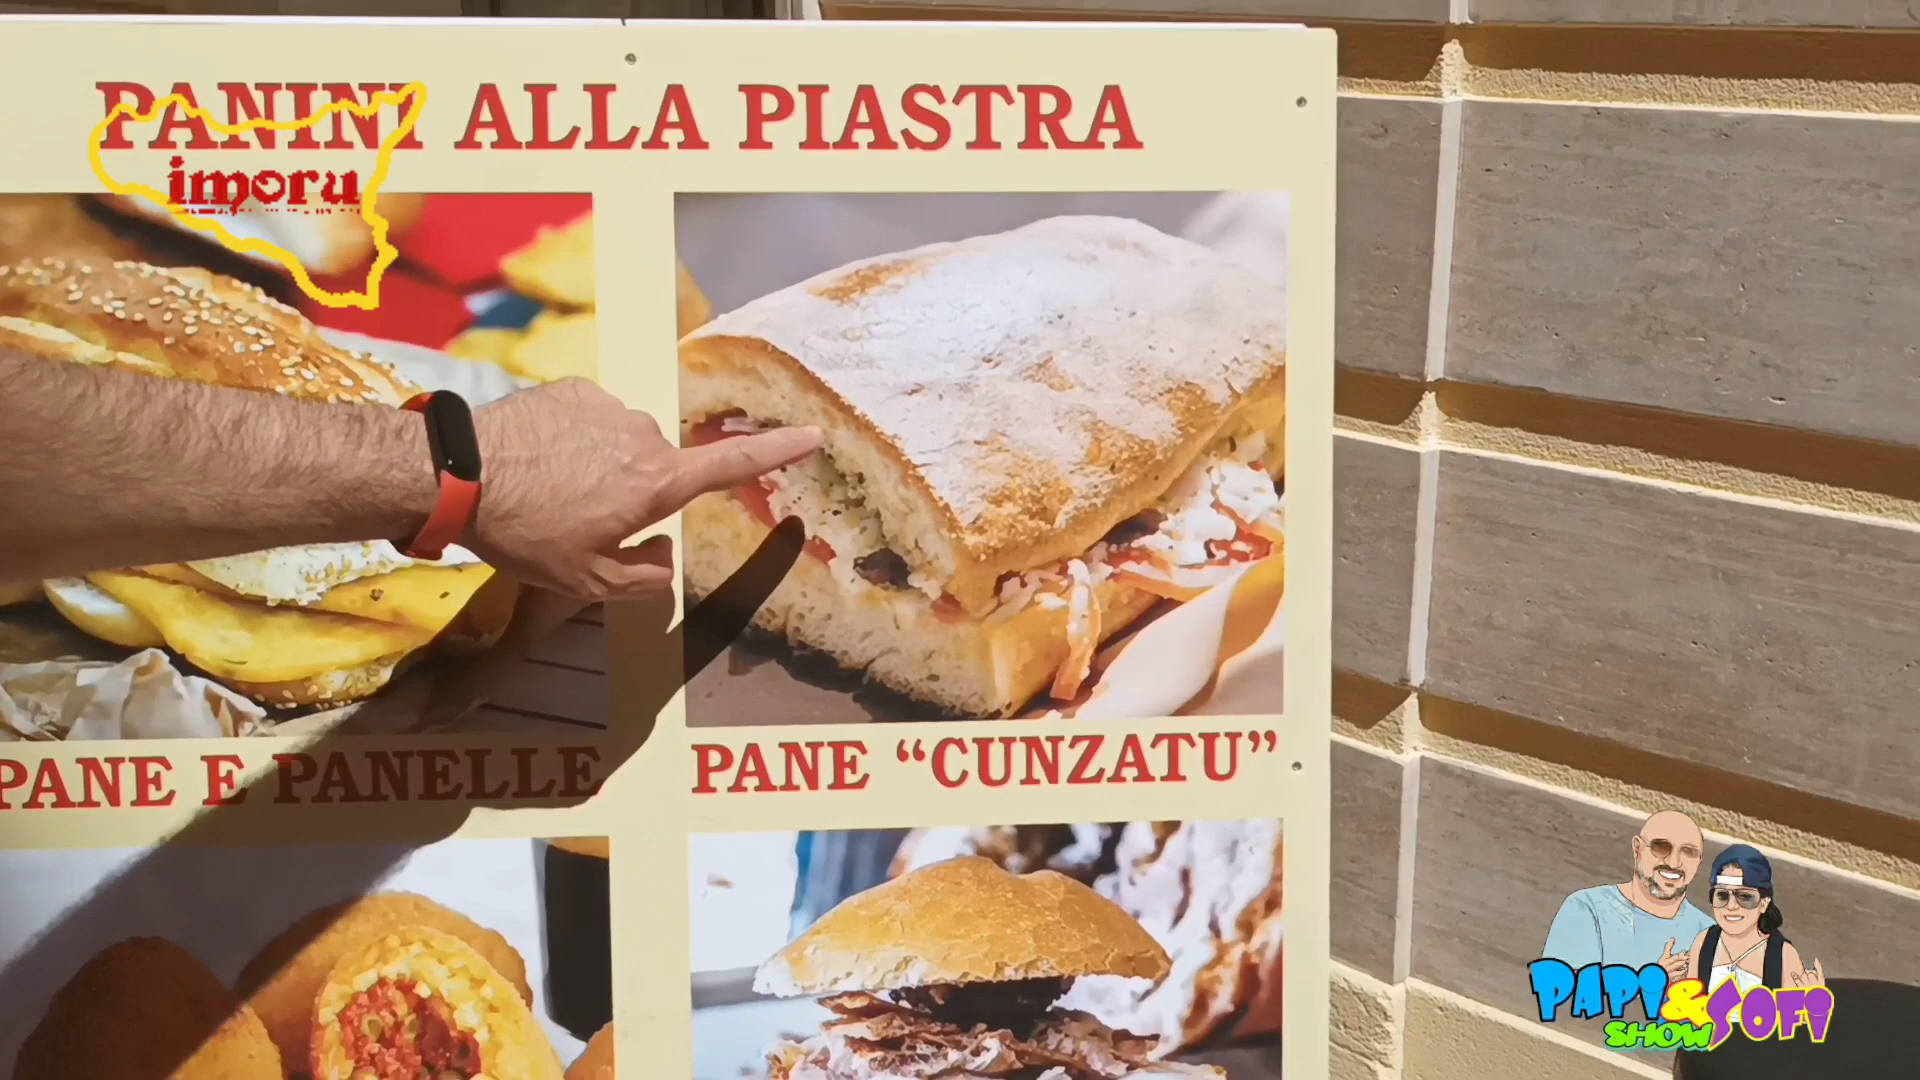 PANINI ALLA PIASTRA
imoru
PANE E PANELLE
PANE “CUNZATU”
PAPi&SOFi
SHOW